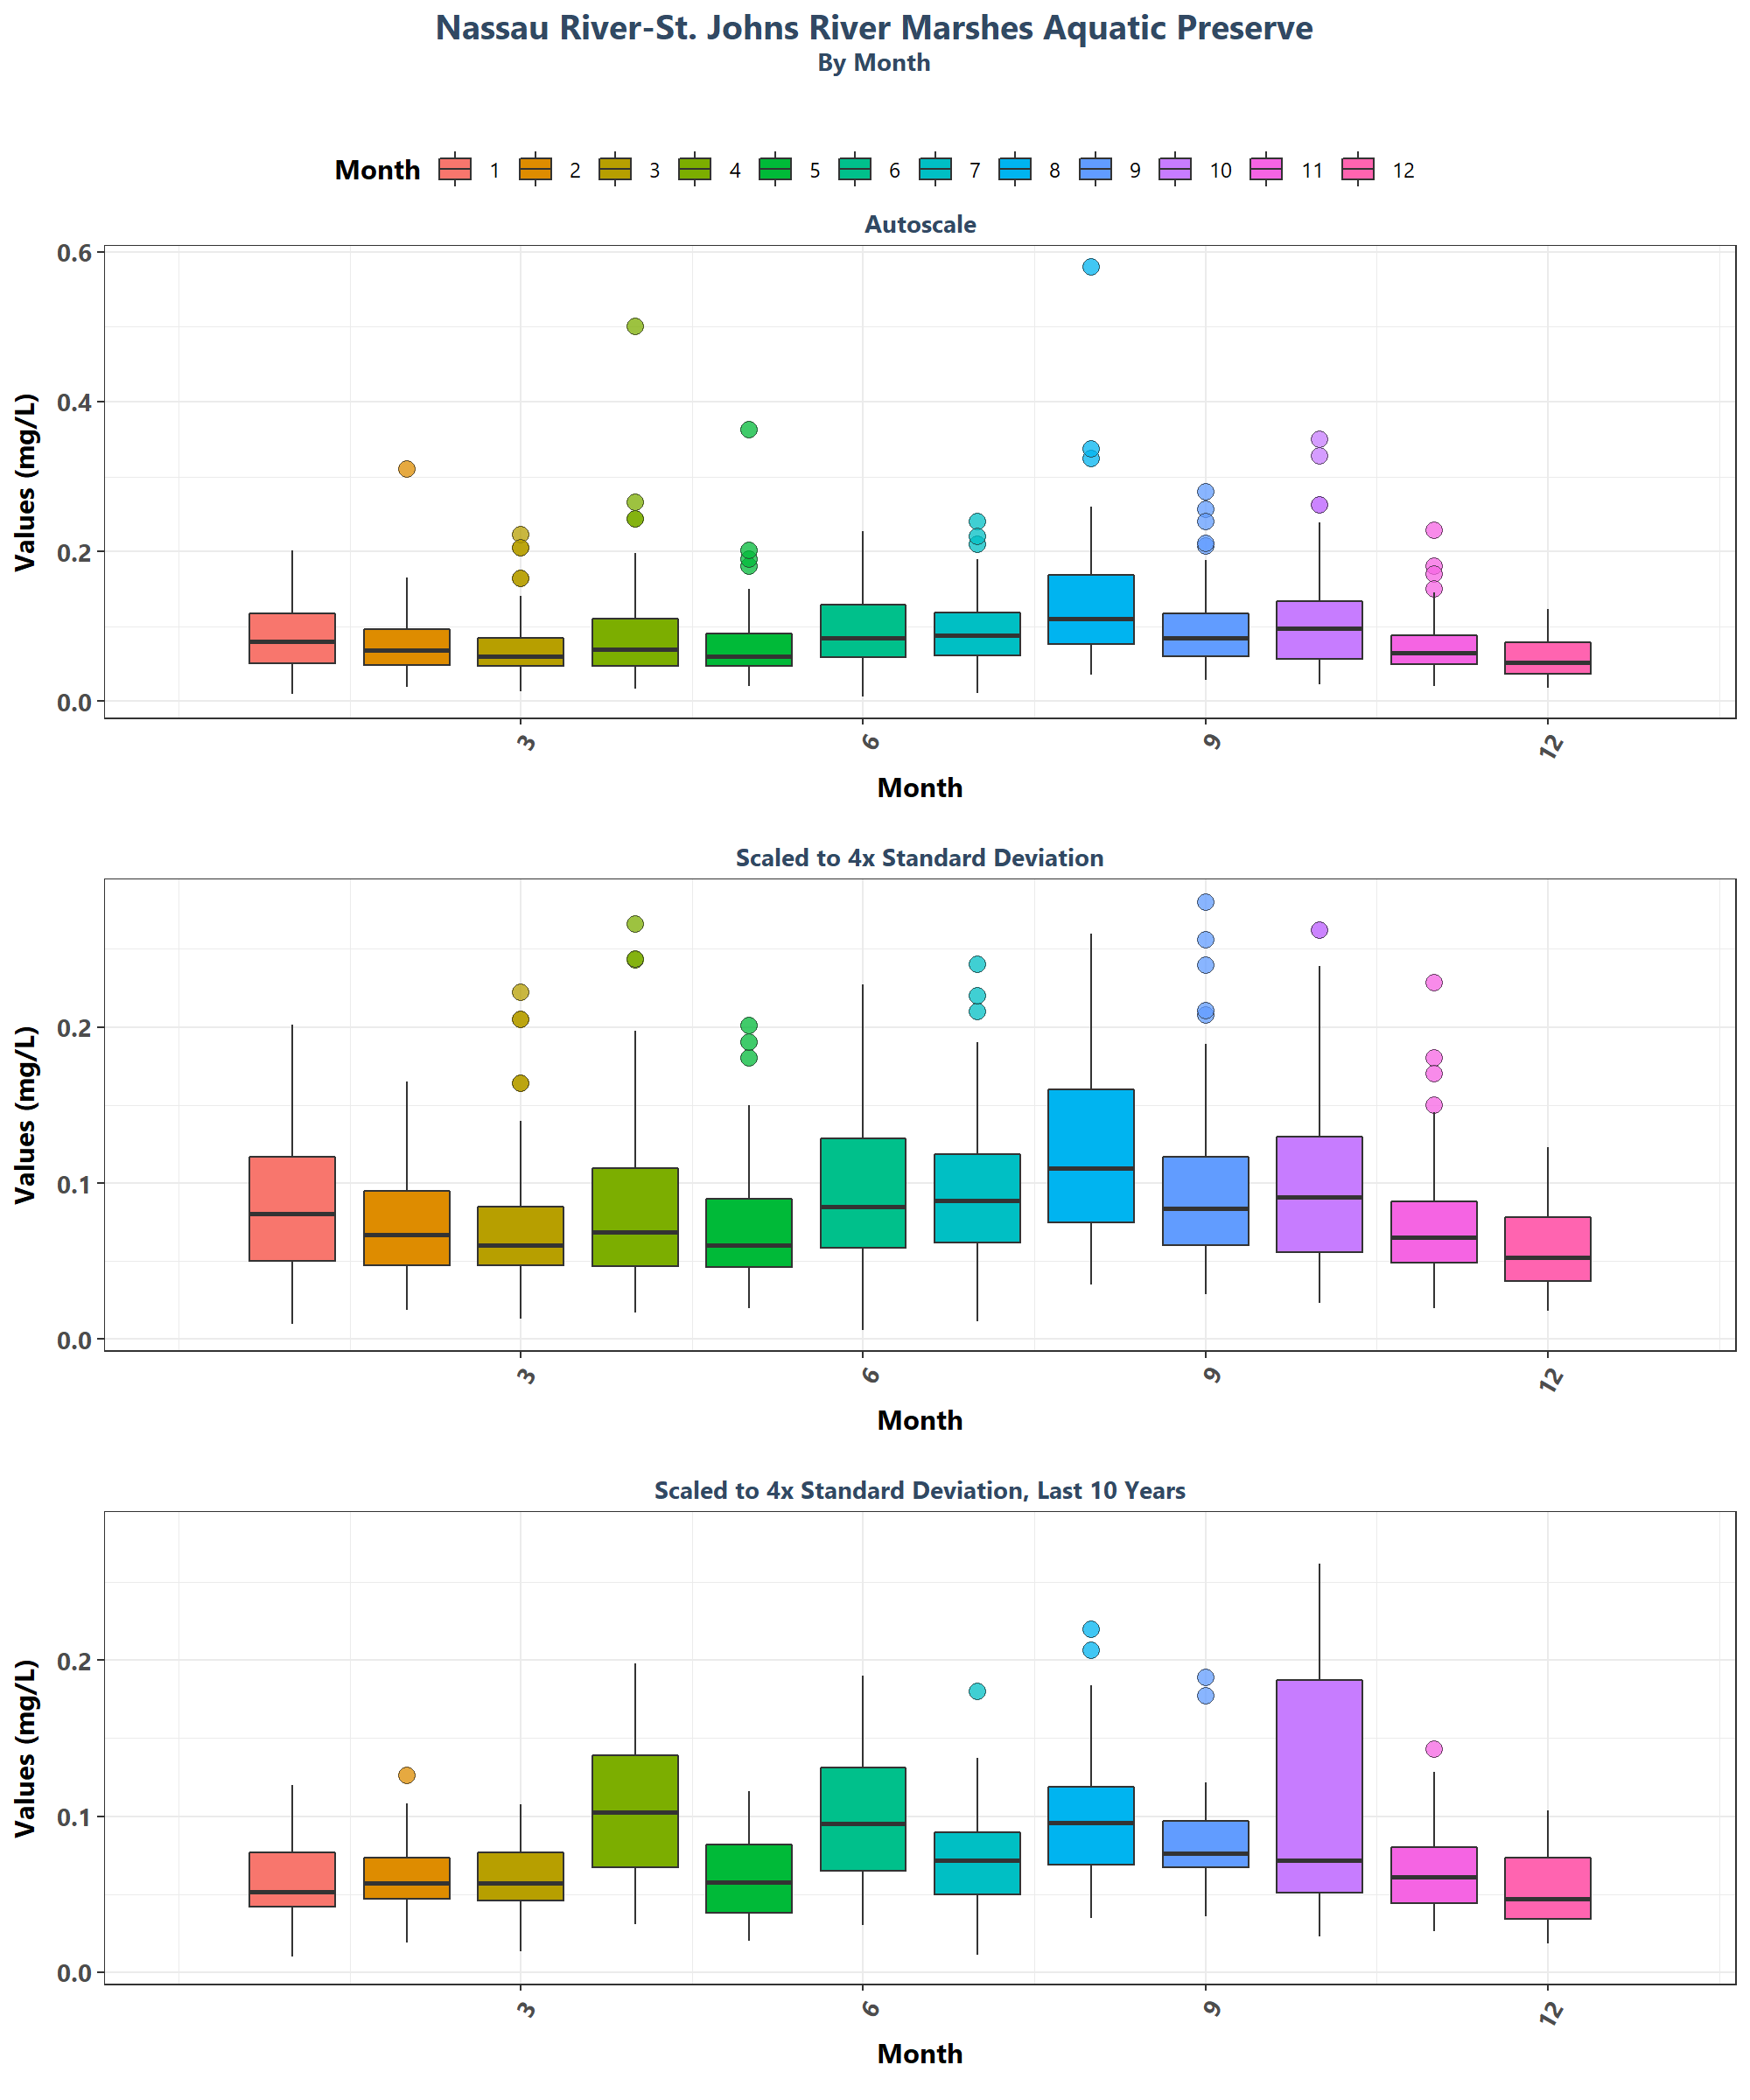 Nassau River-St. Johns River Marshes Aquatic Preserve
By Month
Month 1 2 3 4 5 6 7 8 9 10 11 12
Autoscale
Values (mg/L)
0.6
0.4
0.2
0.0
3 6 9 12
Month
Scaled to 4x Standard Deviation
Values (mg/L)
0.2
0.1
0.0
3 6 9 12
Month
Scaled to 4x Standard Deviation, Last 10 Years
Values (mg/L)
0.2
0.1
0.0
3 6 9 12
Month